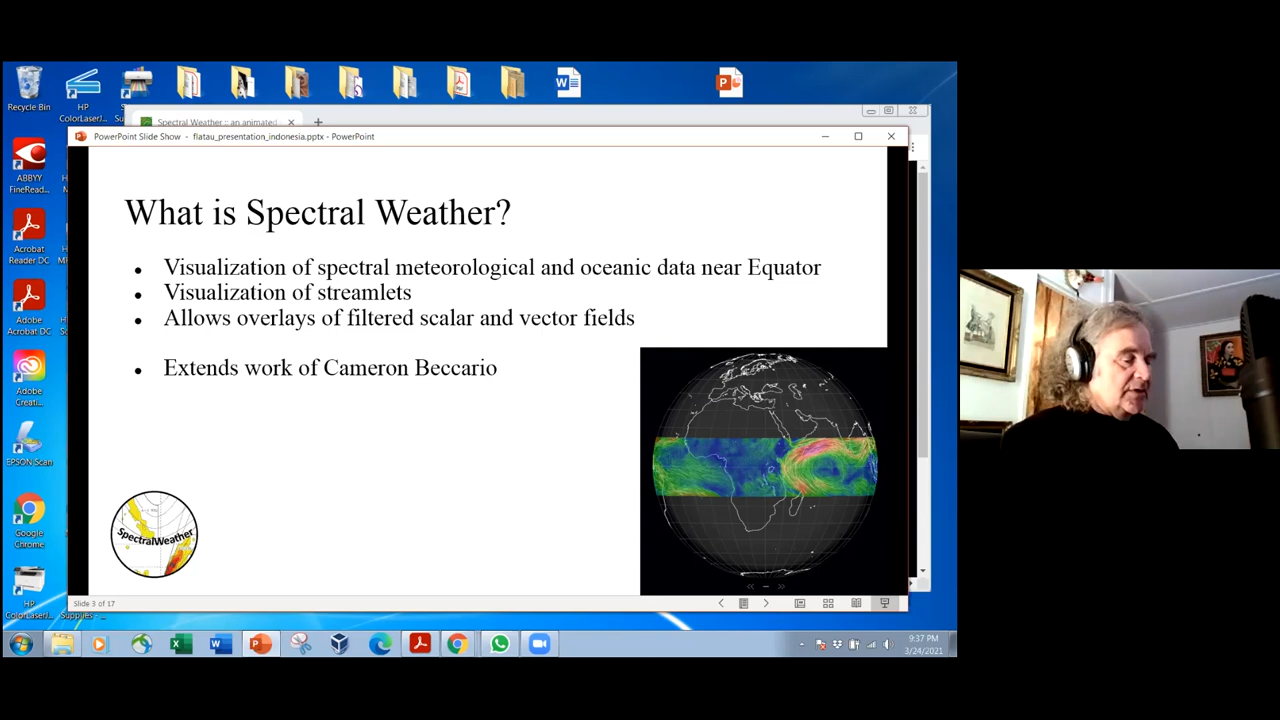 Recycle Bin
HP
ColorLaserJ...
Spectral Weather :: an animated
PowerPoint Slide Show - flatau_presentation_indonesia.pptx - PowerPoint
ABBYY
FineRead...
Acrobat
Reader DC
Adobe
Acrobat DC
Adobe
Creati...
EPSON Scan
Google
Chrome
HP
ColorLaserJ...
Supplies - ...
What is Spectral Weather?
Visualization of spectral meteorological and oceanic data near Equator
Visualization of streamlets
Allows overlays of filtered scalar and vector fields
Extends work of Cameron Beccario
SpectralWeather
Slide 3 of 17
9:37 PM
3/24/2021